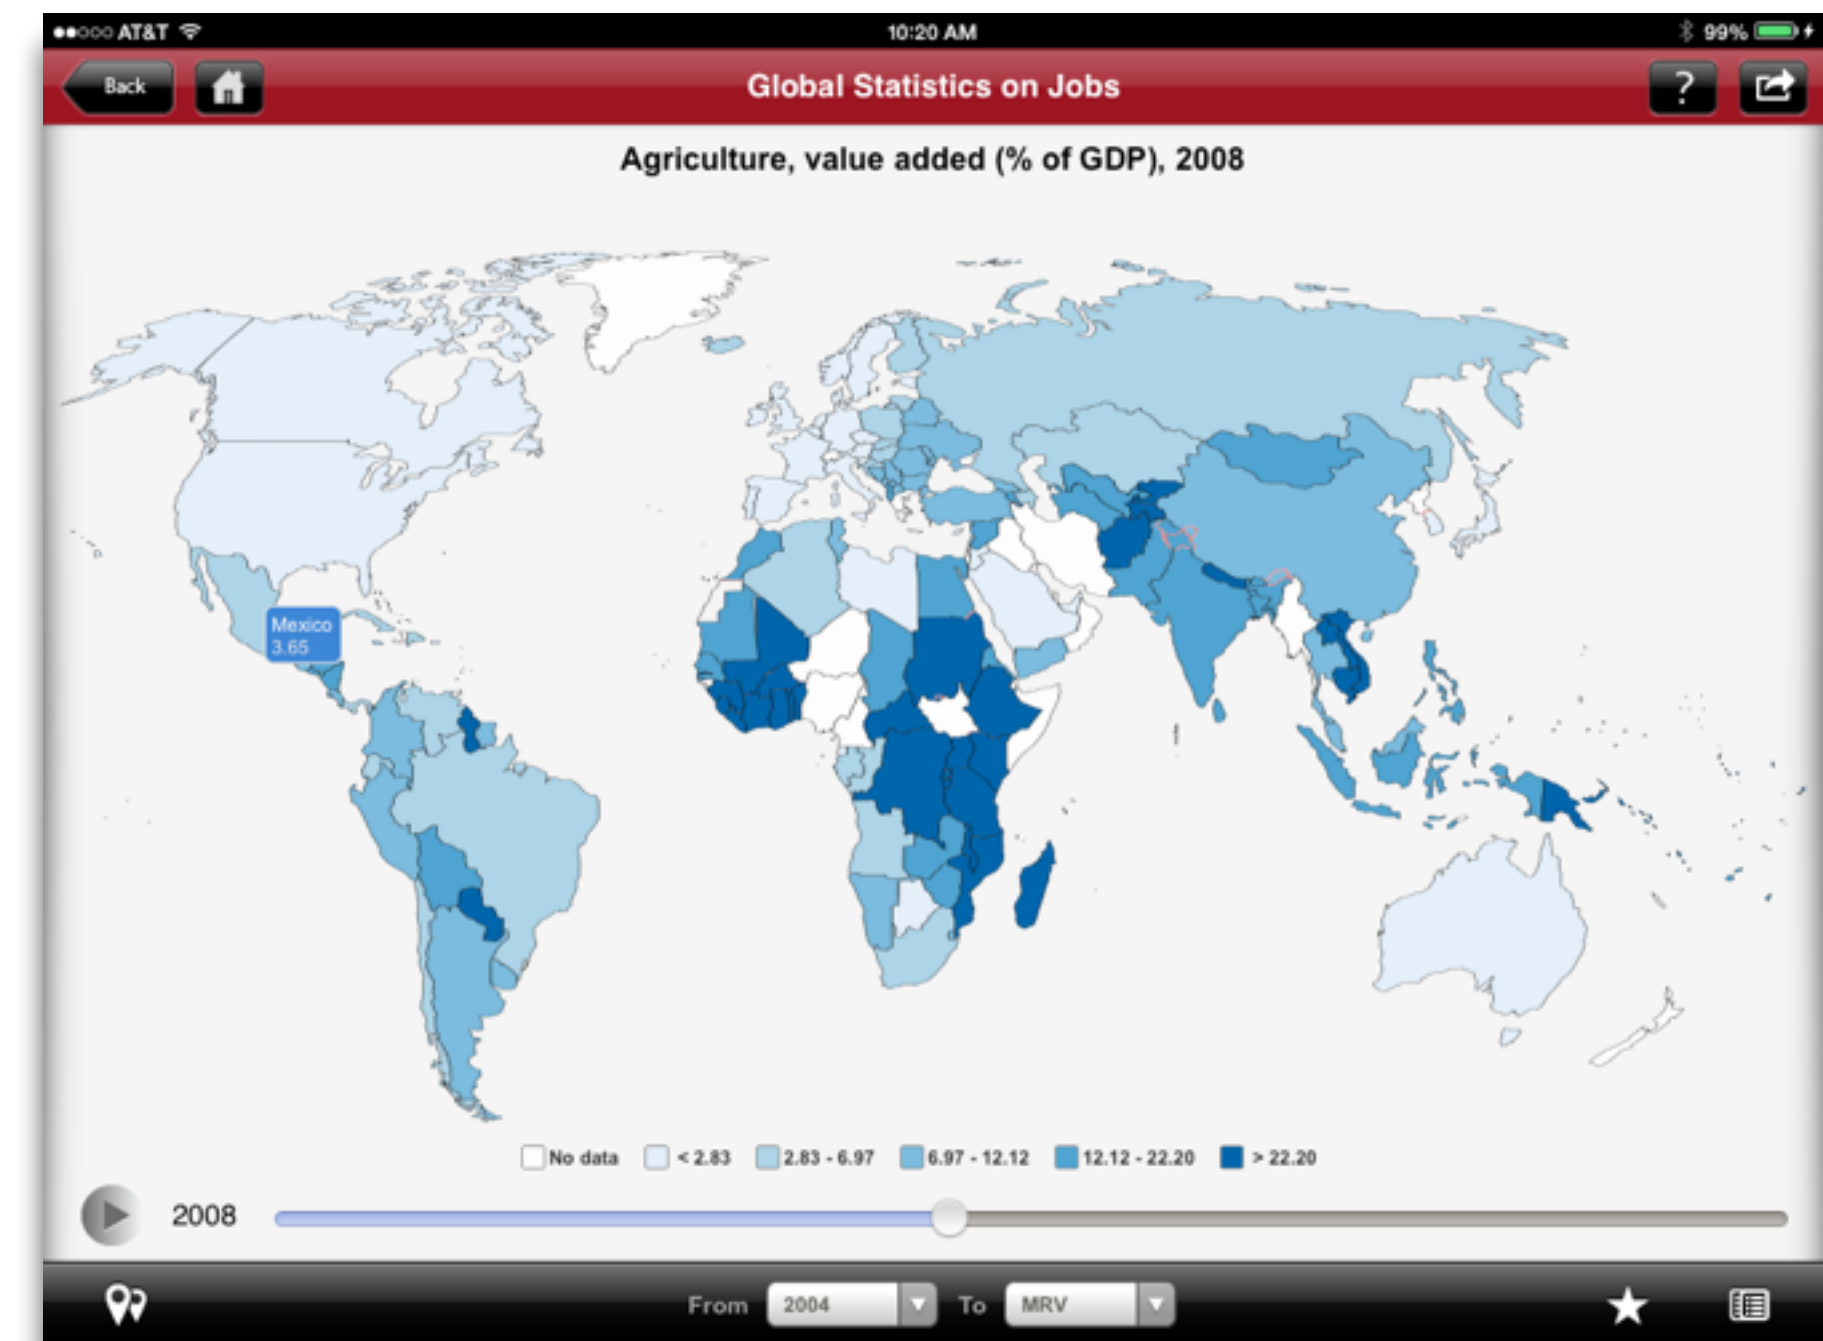 AT&T 10:20 AM 99%
Back Global Statistics on Jobs ?
Agriculture, value added (% of GDP), 2008
Mexico
3.65
No data < 2.83 2.83 - 6.97 6.97 - 12.12 12.12 - 22.20 > 22.20
2008
From 2004 To MRV